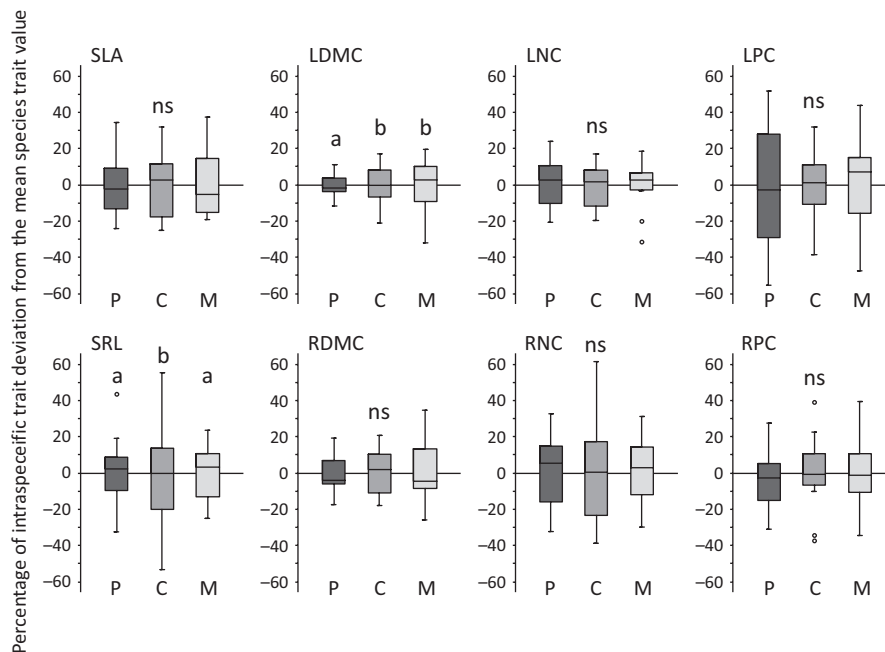 Percentage of intraspeceific trait deviation from the mean species trait value
SLA
60
40
20
0
−20
−40
−60
ns
P C M
LDMC
60
40
20
0
−20
−40
−60
a b b
P C M
LNC
60
40
20
0
−20
−40
−60
ns
P C M
LPC
60
40
20
0
−20
−40
−60
ns
P C M
SRL
60
40
20
0
−20
−40
−60
a b a
P C M
RDMC
60
40
20
0
−20
−40
−60
ns
P C M
RNC
60
40
20
0
−20
−40
−60
ns
P C M
RPC
60
40
20
0
−20
−40
−60
ns
P C M